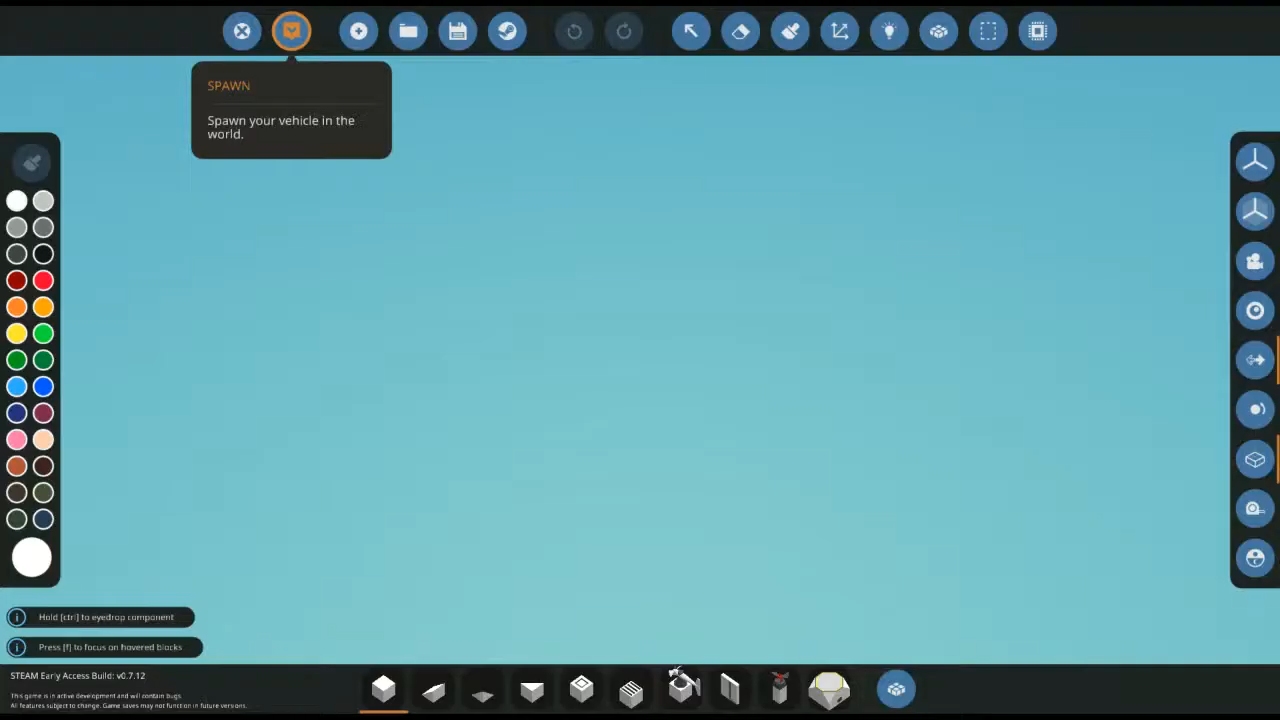 SPAWN
Spawn your vehicle in the
world.
Hold [ctrl] to eyedrop component
Press [f] to focus on hovered blocks
STEAM Early Access Build: v0.7.12
This game is in active development and will contain bugs
All features subject to change. Game saves may not function in future versions.